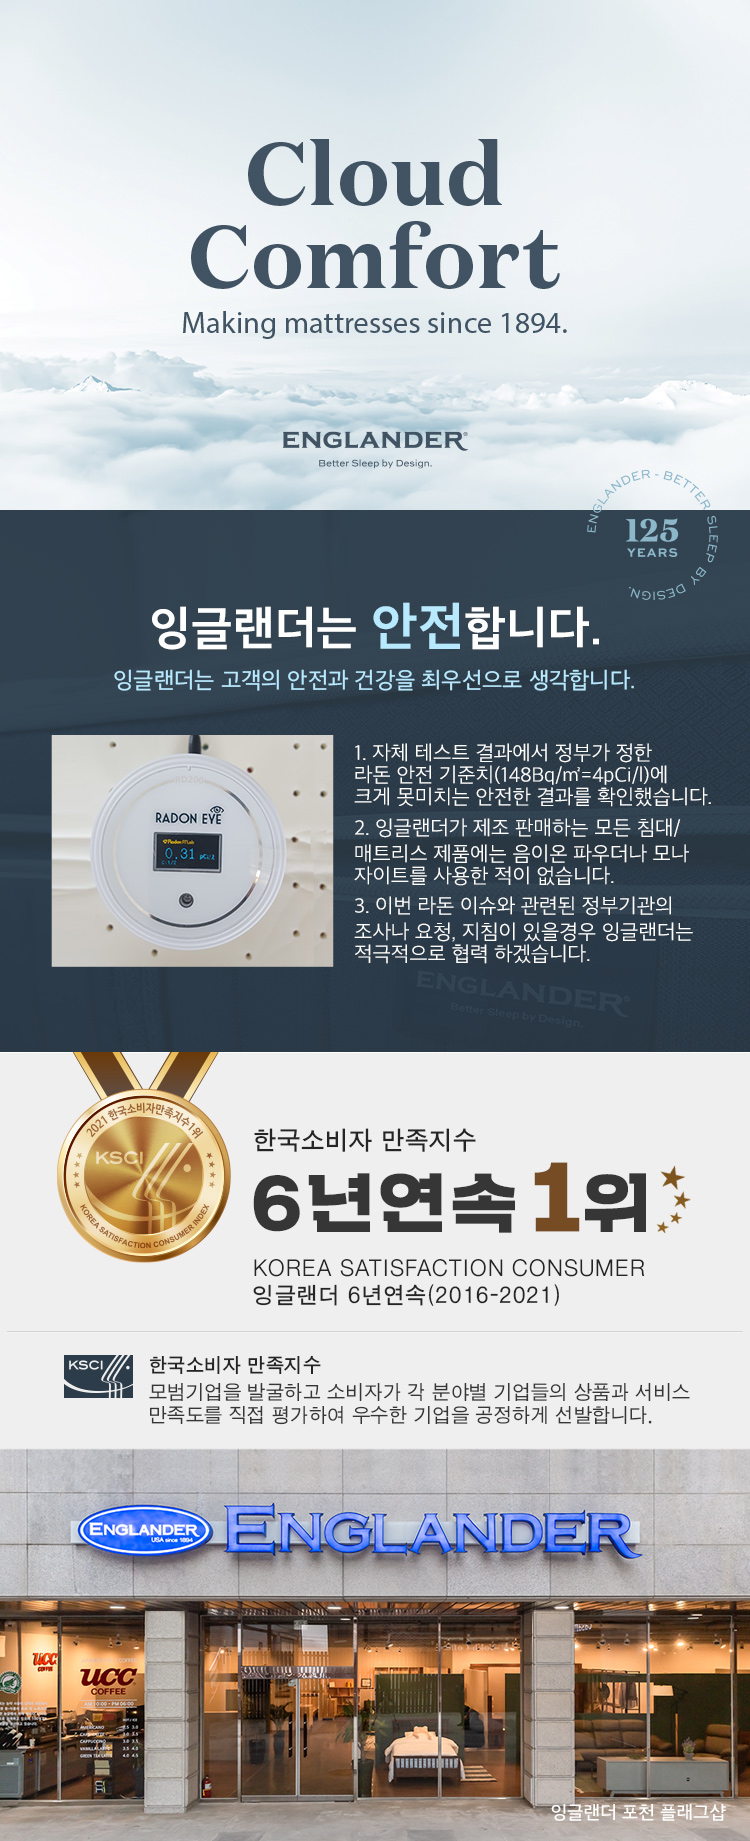 Cloud
Comfort
Making mattresses since 1894.
ENGLANDER®
Better Sleep by Design.
ENGLANDER - BETTER SLEEP BY DESIGN.
125
YEARS
잉글랜더는 안전합니다.
잉글랜더는 고객의 안전과 건강을 최우선으로 생각합니다.
RD200
RADON EYE
0.31 pCi/ℓ
1. 자체 테스트 결과에서 정부가 정한
라돈 안전 기준치(148Bq/㎥=4pCi/l)에
크게 못미치는 안전한 결과를 확인했습니다.
2. 잉글랜더가 제조 판매하는 모든 침대/
매트리스 제품에는 음이온 파우더나 모나
자이트를 사용한 적이 없습니다.
3. 이번 라돈 이슈와 관련된 정부기관의
조사나 요청, 지침이 있을경우 잉글랜더는
적극적으로 협력 하겠습니다.
ENGLANDER®
Better Sleep by Design.
2021 한국소비자만족지수1위
KSCI
KOREA SATISFACTION CONSUMER INDEX
한국소비자 만족지수
6년연속 1위
KOREA SATISFACTION CONSUMER
잉글랜더 6년연속(2016-2021)
KSCI
한국소비자 만족지수
모범기업을 발굴하고 소비자가 각 분야별 기업들의 상품과 서비스
만족도를 직접 평가하여 우수한 기업을 공정하게 선발합니다.
ENGLANDER
USA since 1894
ENGLANDER
UCC
COFFEE
UCC
COFFEE
AM 10:00 - PM 06:00
AMERICANO
CAPPUCCINO
VANILLA LATTE
GREEN TEA LATTE
잉글랜더 포천 플래그샵